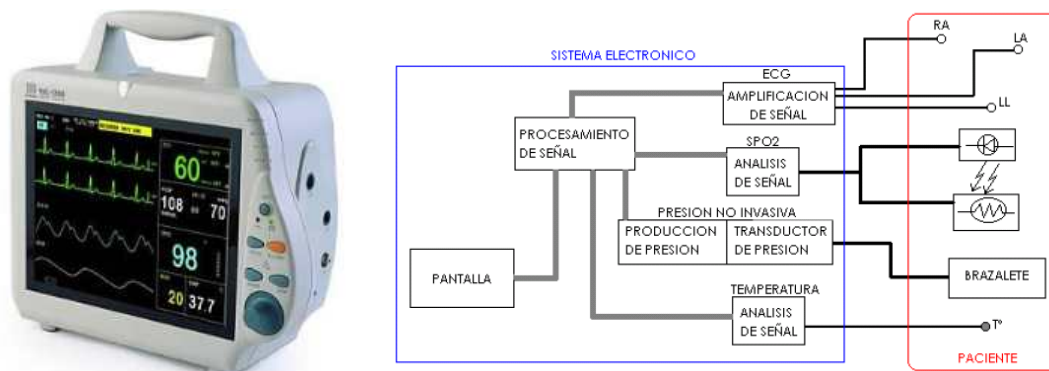 60
108
70
98
20
37.7
RA
LA
SISTEMA ELECTRONICO
ECG
AMPLIFICACION
DE SEÑAL
LL
PROCESAMIENTO
DE SEÑAL
SPO2
ANALISIS
DE SEÑAL
PRESION NO INVASIVA
PRODUCCION
DE PRESION
TRANSDUCTOR
DE PRESION
PANTALLA
BRAZALETE
TEMPERATURA
ANALISIS
DE SEÑAL
Tº
PACIENTE